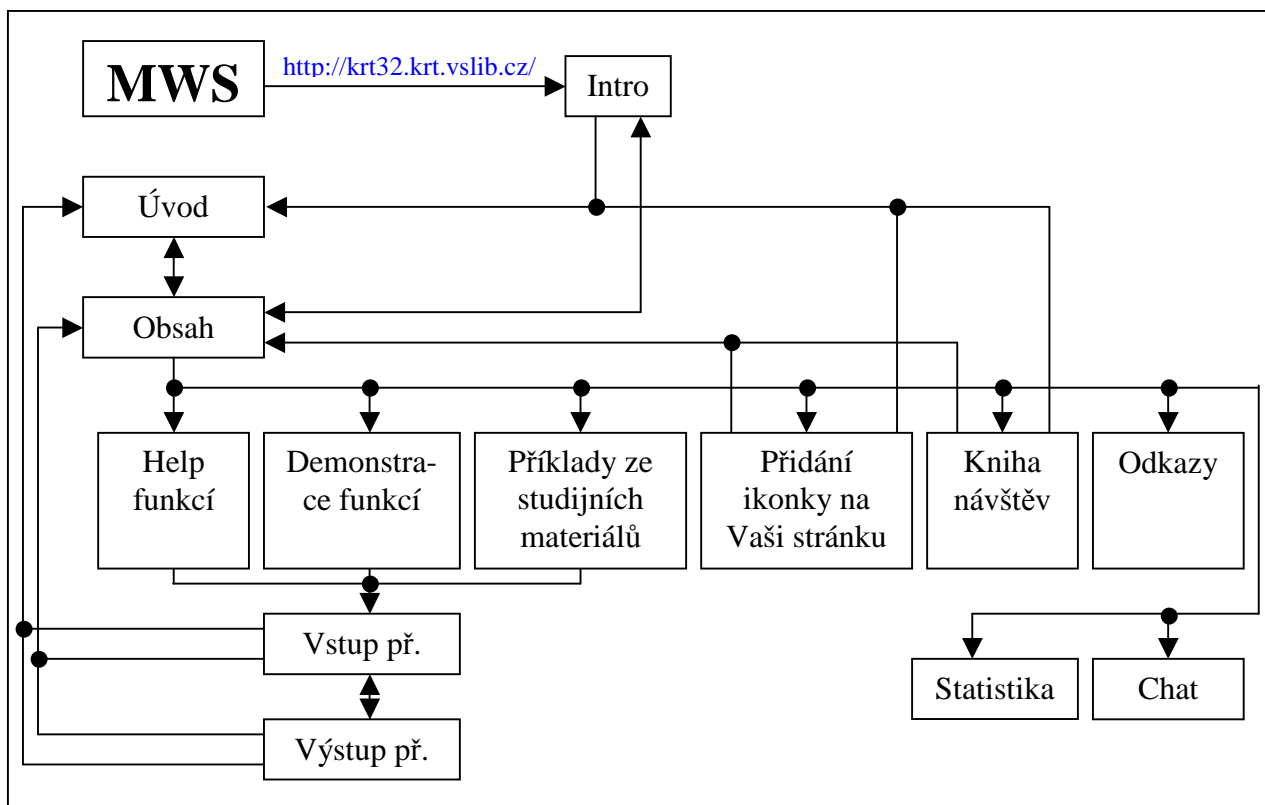 MWS
http://krt32.krt.vslib.cz/
Intro
Úvod
Obsah
Help
funkcí
Demonstra-
ce funkcí
Příklady ze
studijních
materiálů
Přidání
ikonky na
Vaši stránku
Kniha
návštěv
Odkazy
Vstup př.
Statistika
Chat
Výstup př.